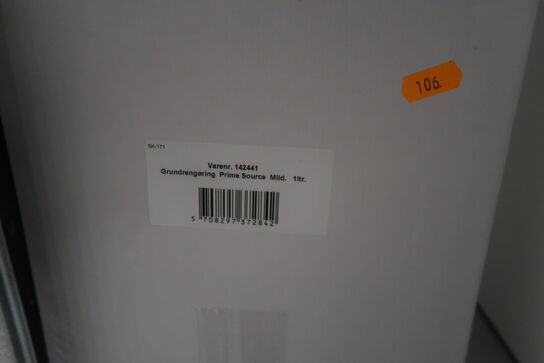 106.
SK-171
Varenr. 142441
Grundrengøring Prime Source Mild. 1ltr.
5 708297 372842